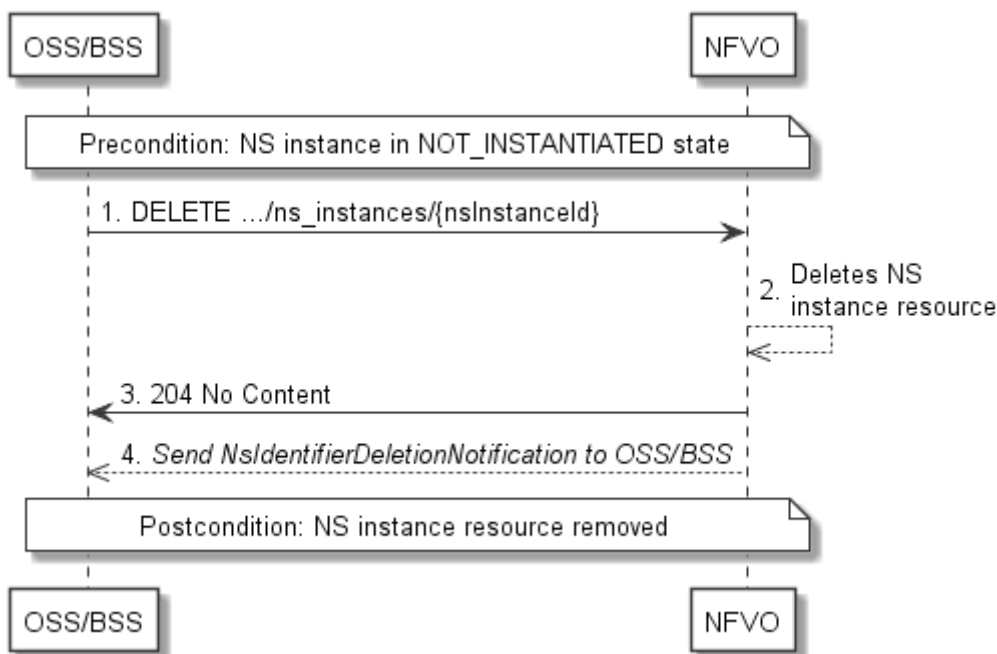 OSS/BSS
NFVO
Precondition: NS instance in NOT_INSTANTIATED state
1. DELETE .../ns_instances/{nsInstanceId}
2. Deletes NS
instance resource
3. 204 No Content
4. Send NsIdentifierDeletionNotification to OSS/BSS
Postcondition: NS instance resource removed
OSS/BSS
NFVO